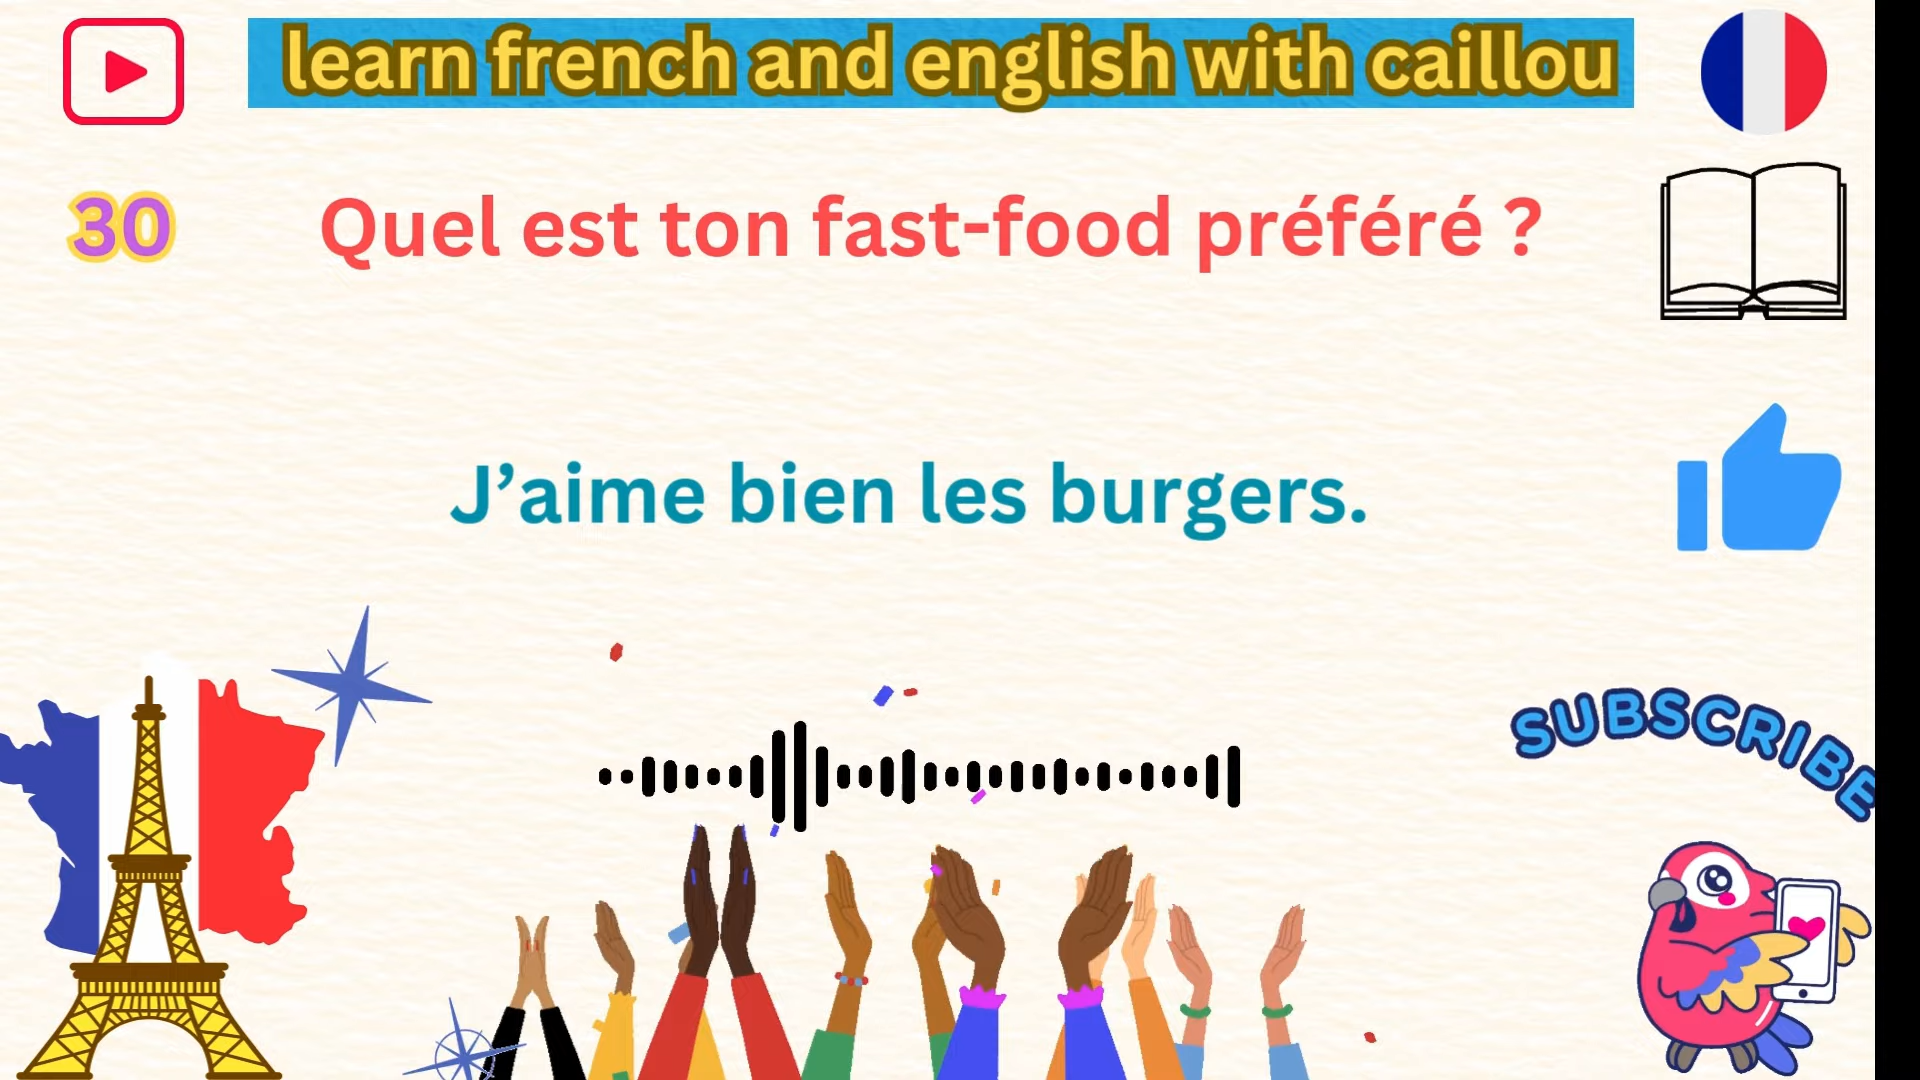 learn french and english with caillou
30
Quel est ton fast-food préféré ?
J’aime bien les burgers.
SUBSCRIBE